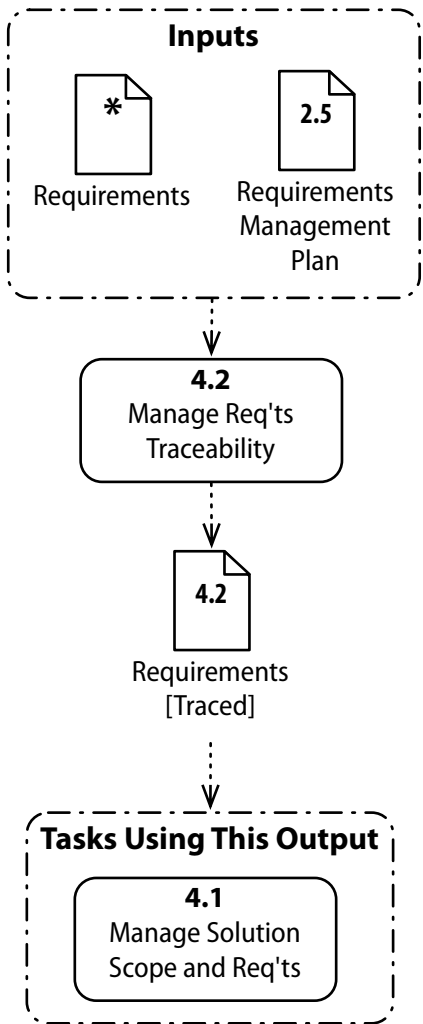 Inputs
*
2.5
Requirements
Requirements
Management
Plan
4.2
Manage Req'ts
Traceability
4.2
Requirements
[Traced]
Tasks Using This Output
4.1
Manage Solution
Scope and Req'ts